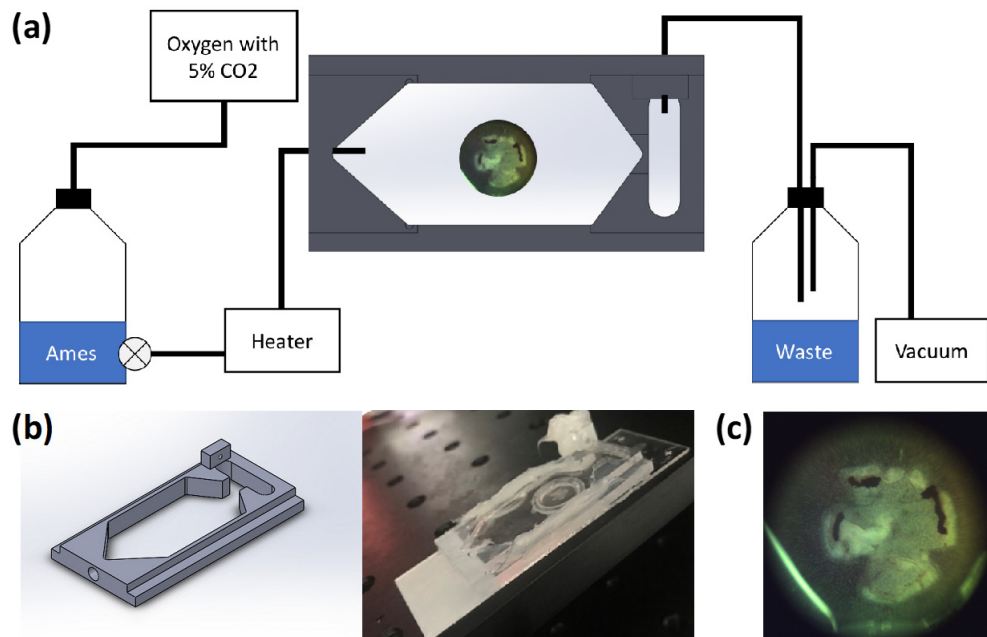 (a)
Oxygen with
5% CO2
Ames
Heater
Waste
Vacuum
(b)
(c)